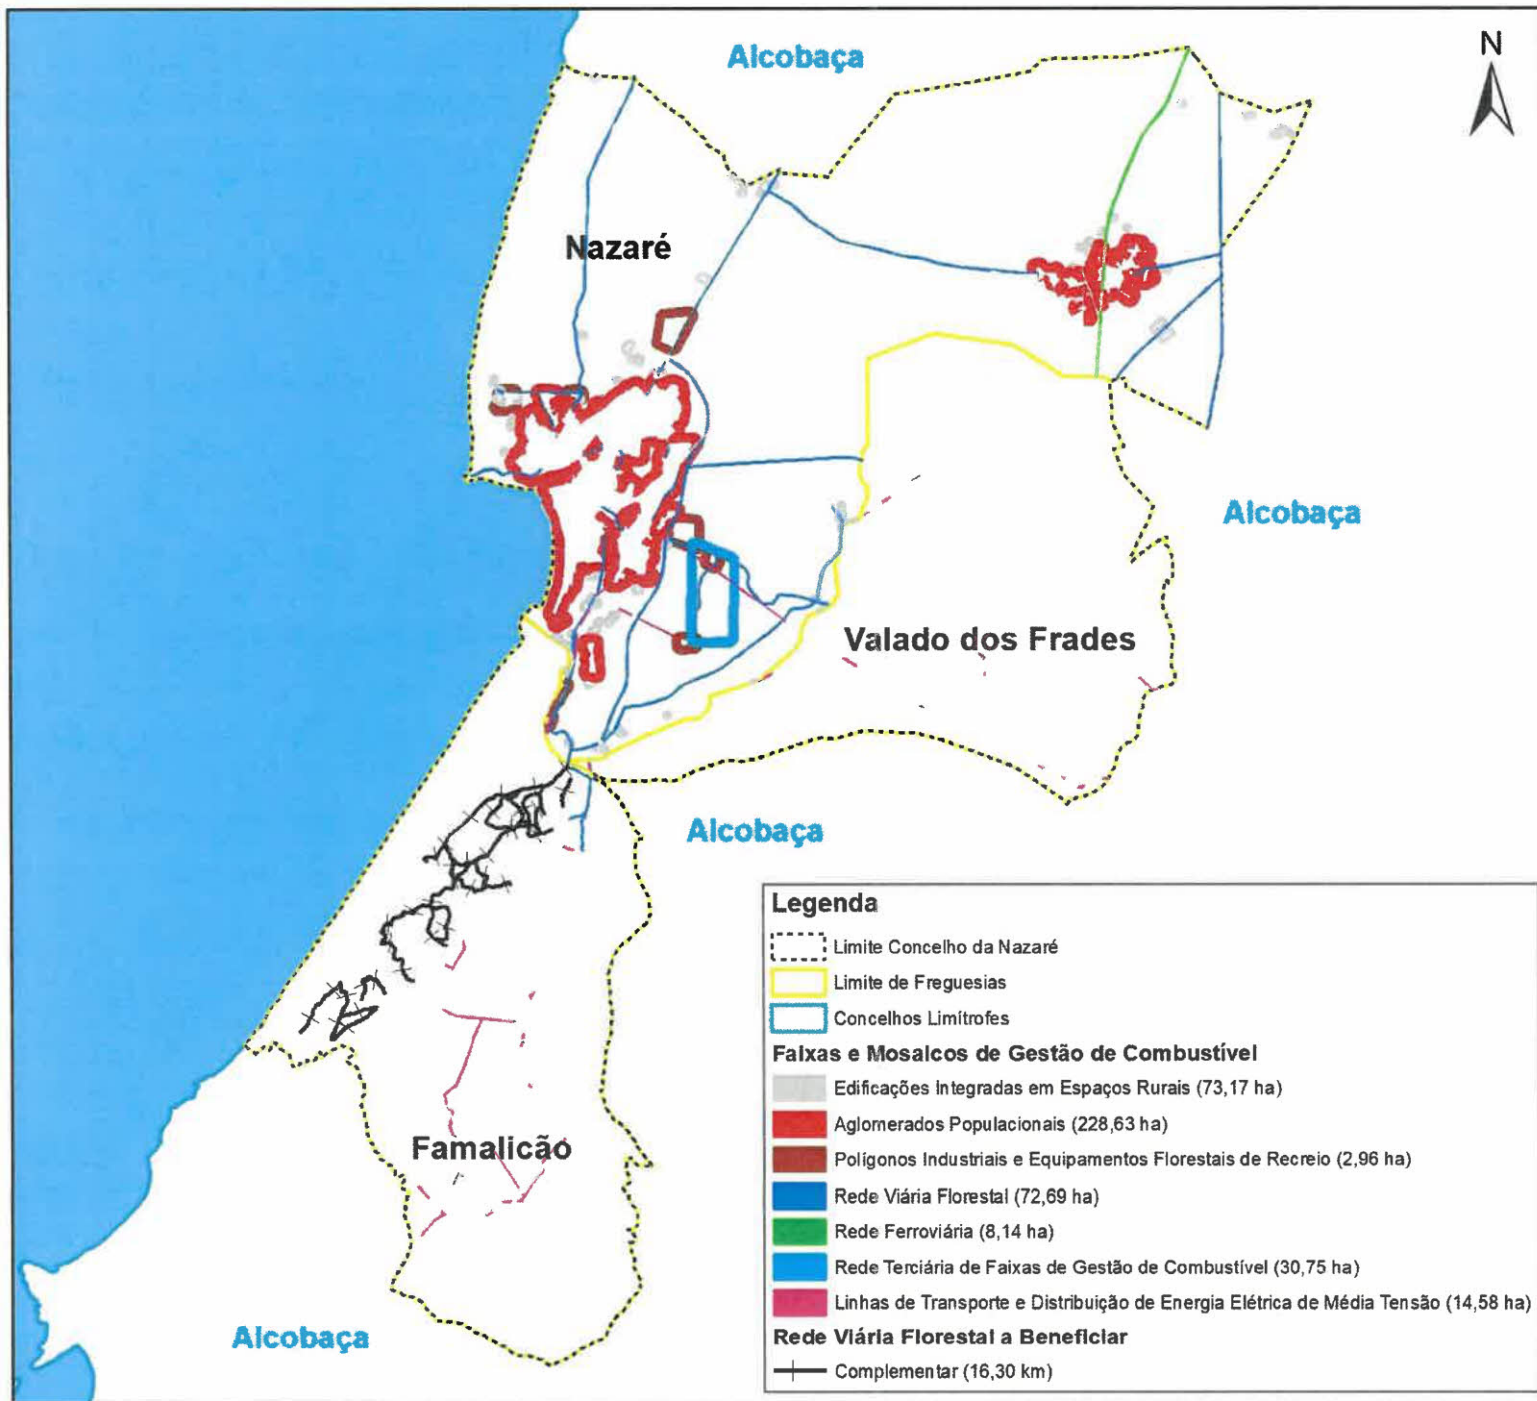 Alcobaça
N
Nazaré
Alcobaça
Valado dos Frades
Alcobaça
Famalicão
Alcobaça
Legenda
Limite Concelho da Nazaré
Limite de Freguesias
Concelhos Limítrofes
Faixas e Mosaicos de Gestão de Combustível
Edificações Integradas em Espaços Rurais (73,17 ha)
Aglomerados Populacionais (228,63 ha)
Polígonos Industriais e Equipamentos Florestais de Recreio (2,96 ha)
Rede Viária Florestal (72,69 ha)
Rede Ferroviária (8,14 ha)
Rede Terciária de Faixas de Gestão de Combustível (30,75 ha)
Linhas de Transporte e Distribuição de Energia Elétrica de Média Tensão (14,58 ha)
Rede Viária Florestal a Beneficiar
Complementar (16,30 km)